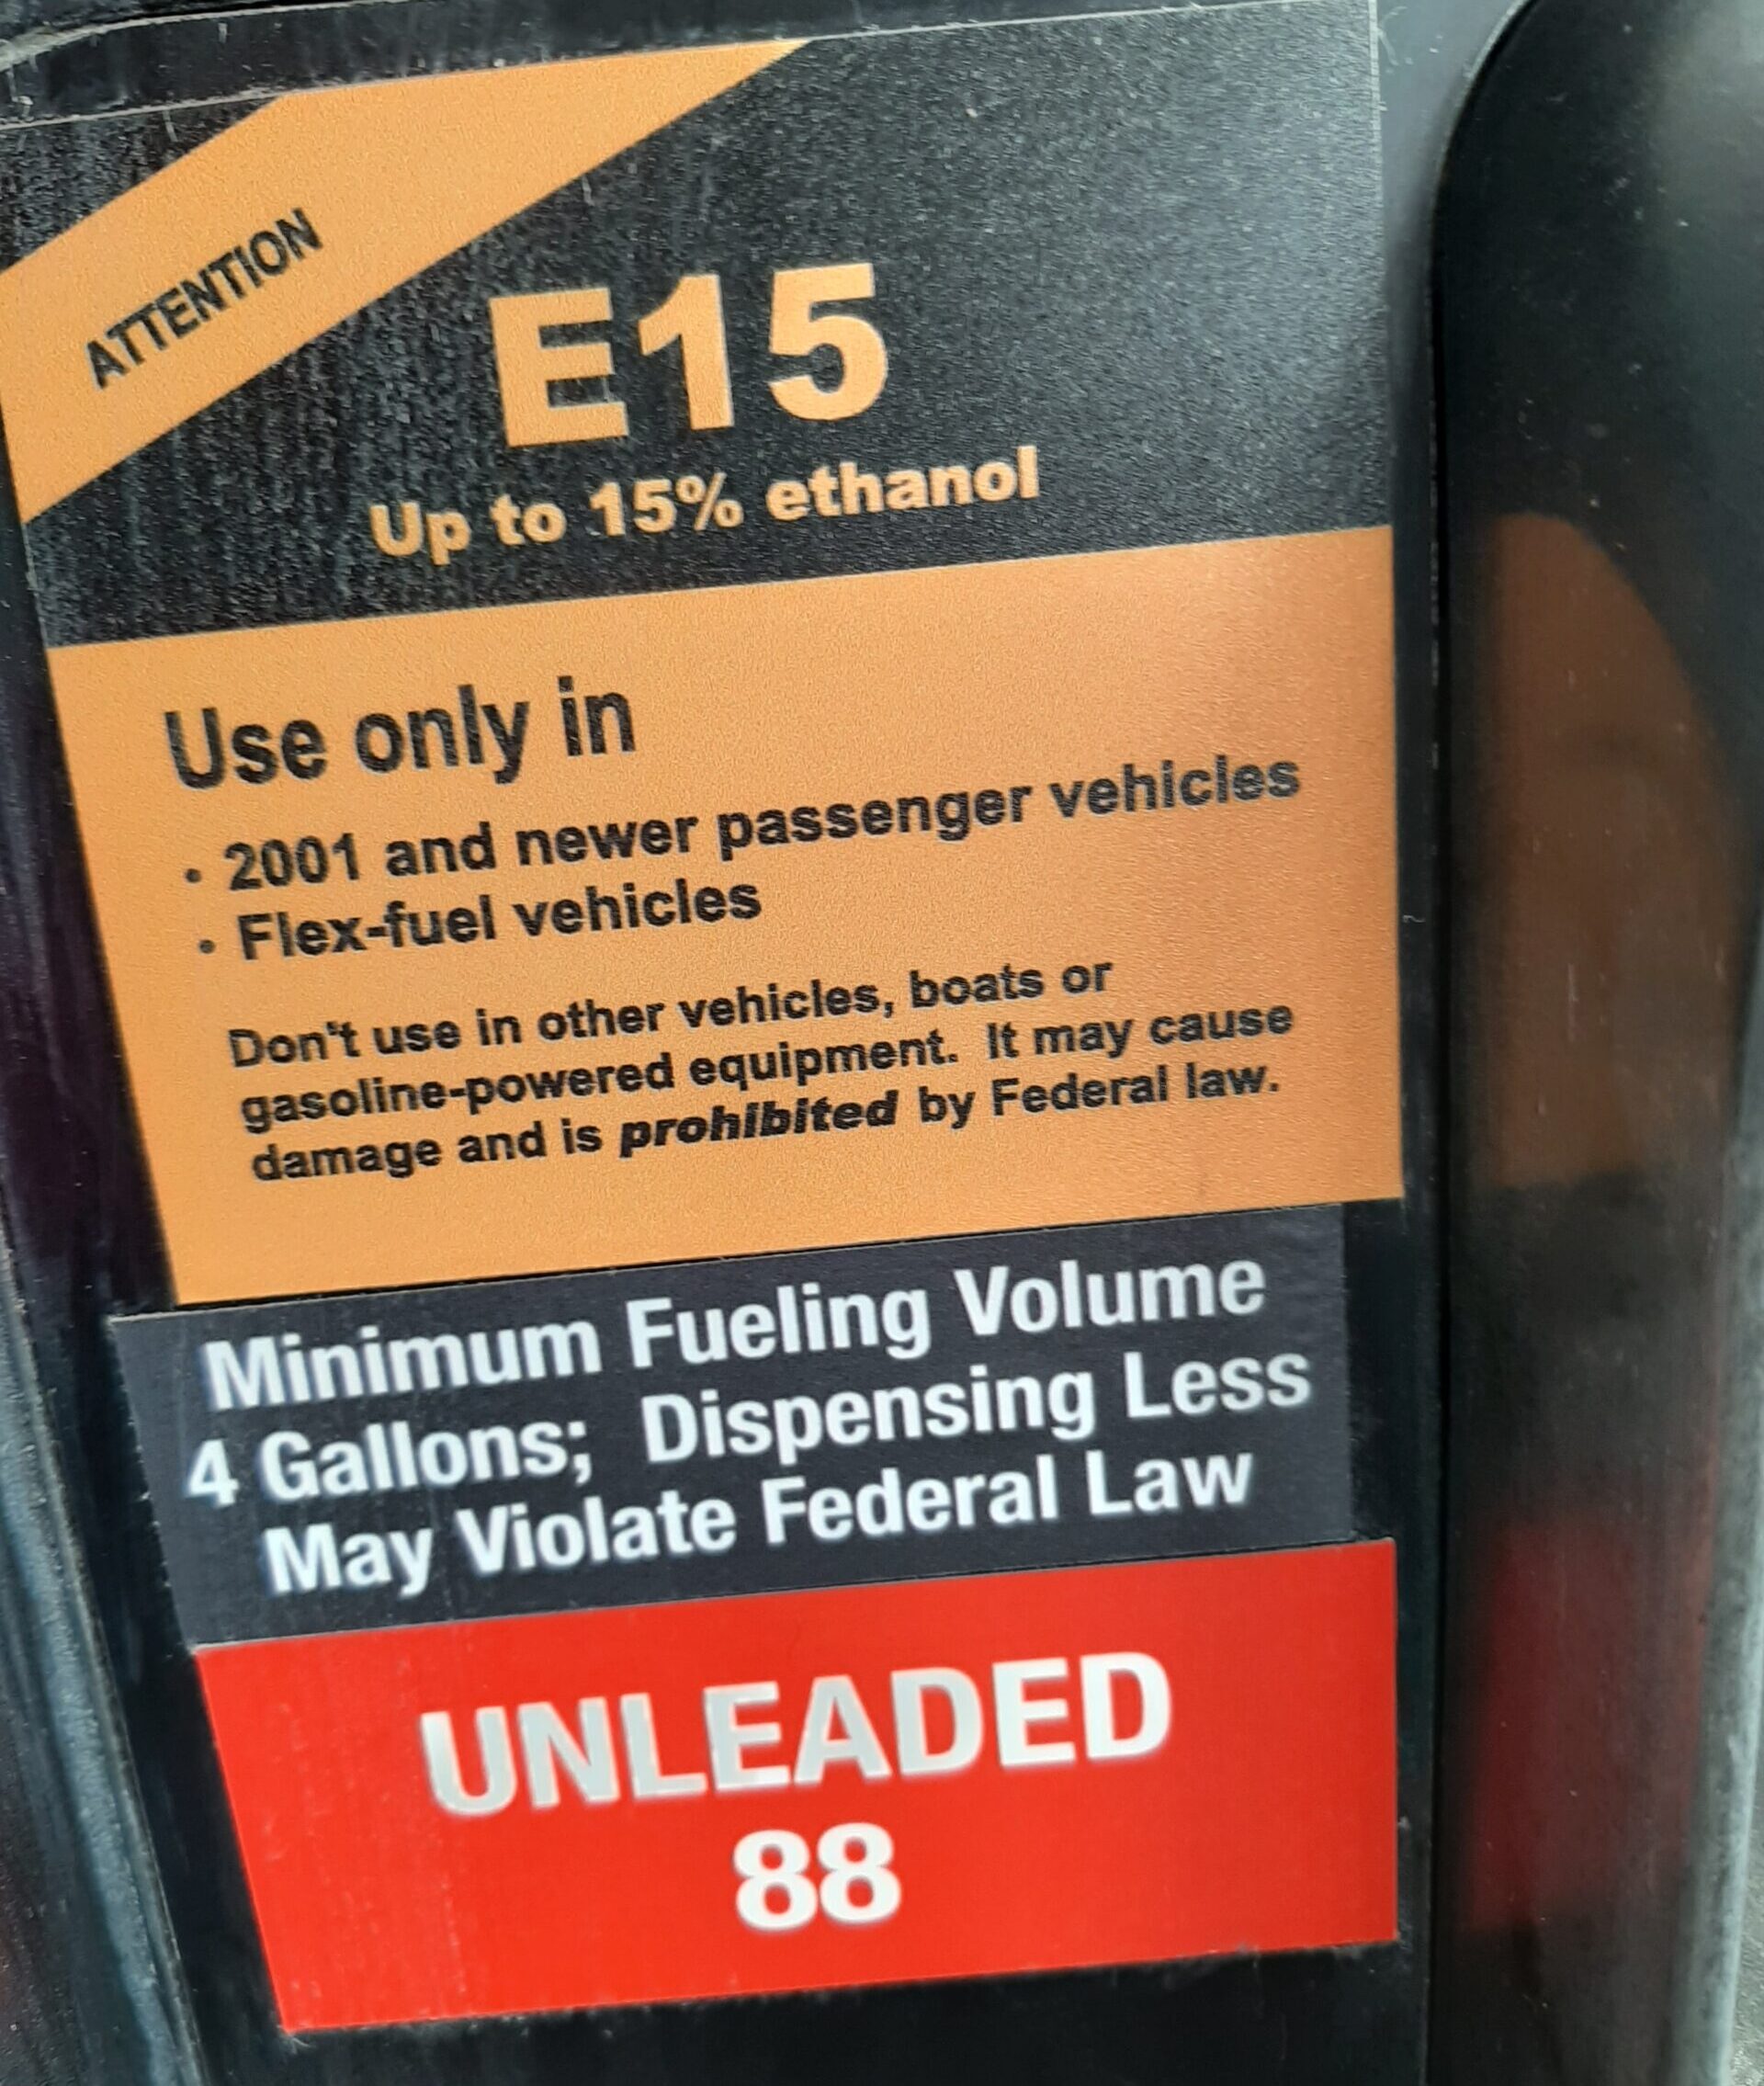 ATTENTION
E15
Up to 15% ethanol
Use only in
• 2001 and newer passenger vehicles
• Flex-fuel vehicles
Don't use in other vehicles, boats or
gasoline-powered equipment. It may cause
damage and is prohibited by Federal law.
Minimum Fueling Volume
4 Gallons; Dispensing Less
May Violate Federal Law
UNLEADED
88